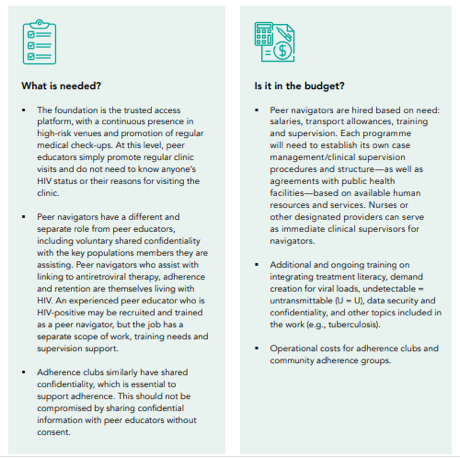 What is needed?
▪ The foundation is the trusted access
platform, with a continuous presence in
high-risk venues and promotion of regular
medical check-ups. At this level, peer
educators simply promote regular clinic
visits and do not need to know anyone's
HIV status or their reasons for visiting the
clinic.
▪ Peer navigators have a different and
separate role from peer educators,
including voluntary shared confidentiality
with the key populations members they are
assisting. Peer navigators who assist with
linking to antiretroviral therapy, adherence
and retention are themselves living with
HIV. An experienced peer educator who is
HIV-positive may be recruited and trained
as a peer navigator, but the job has a
separate scope of work, training needs and
supervision support.
▪ Adherence clubs similarly have shared
confidentiality, which is essential to
support adherence. This should not be
compromised by sharing confidential
information with peer educators without
consent.
Is it in the budget?
▪ Peer navigators are hired based on need:
salaries, transport allowances, training
and supervision. Each programme
will need to establish its own case
management/clinical supervision
procedures and structure—as well as
agreements with public health
facilities—based on available human
resources and services. Nurses or
other designated providers can serve
as immediate clinical supervisors for
navigators.
▪ Additional and ongoing training on
integrating treatment literacy, demand
creation for viral loads, undetectable =
untransmittable (U = U), data security and
confidentiality, and other topics included in
the work (e.g., tuberculosis).
▪ Operational costs for adherence clubs and
community adherence groups.